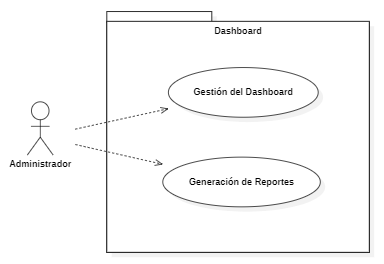 Dashboard
Gestión del Dashboard
Administrador
Generación de Reportes